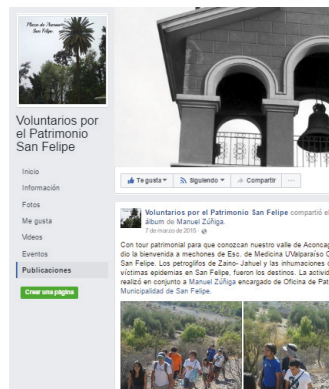 Plaza de Armas
San Felipe
Voluntarios por
el Patrimonio
San Felipe
Inicio
Información
Fotos
Me gusta
Videos
Eventos
Publicaciones
Crear una página
Te gusta
Siguiendo
Compartir
Voluntarios por el Patrimonio San Felipe compartió el
álbum de Manuel Zúñiga.
7 de marzo de 2015 ·
Con tour patrimonial para que conozcan nuestro valle de Aconcag
dio la bienvenida a mechones de Esc. de Medicina UValparaíso C
San Felipe. Los petroglifos de Zaino- Jahuel y las inhumaciones d
víctimas epidemias en San Felipe, fueron los destinos. La activid
realizó en conjunto a Manuel Zúñiga encargado de Oficina de Pat
Municipalidad de San Felipe.